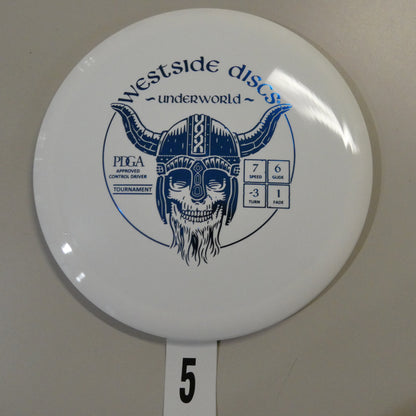 westside discs
~underworld~
PDGA
APPROVED
CONTROL DRIVER
TOURNAMENT
7 6
SPEED GLIDE
-3 1
TURN FADE
5